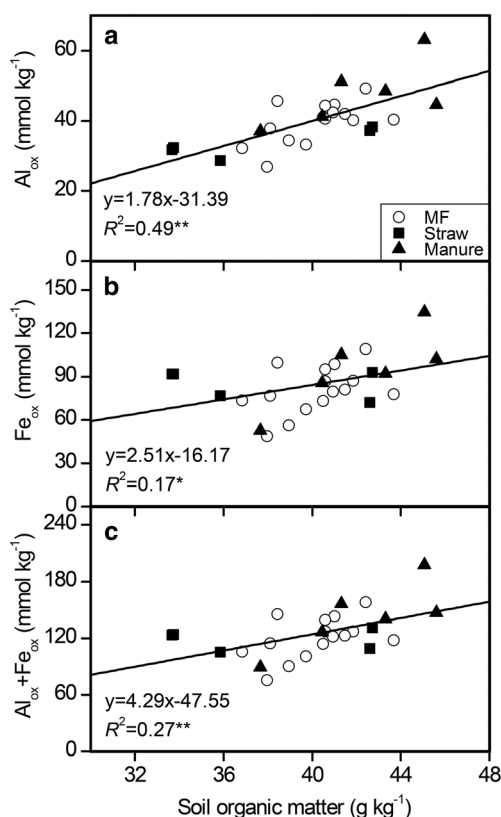 a
60
40
20
0
Al_ox (mmol kg⁻¹)
y=1.78x-31.39
R²=0.49**
MF
Straw
Manure
b
150
120
90
60
30
0
Fe_ox (mmol kg⁻¹)
y=2.51x-16.17
R²=0.17*
c
240
180
120
60
0
Al_ox+Fe_ox (mmol kg⁻¹)
y=4.29x-47.55
R²=0.27**
32 36 40 44 48
Soil organic matter (g kg⁻¹)